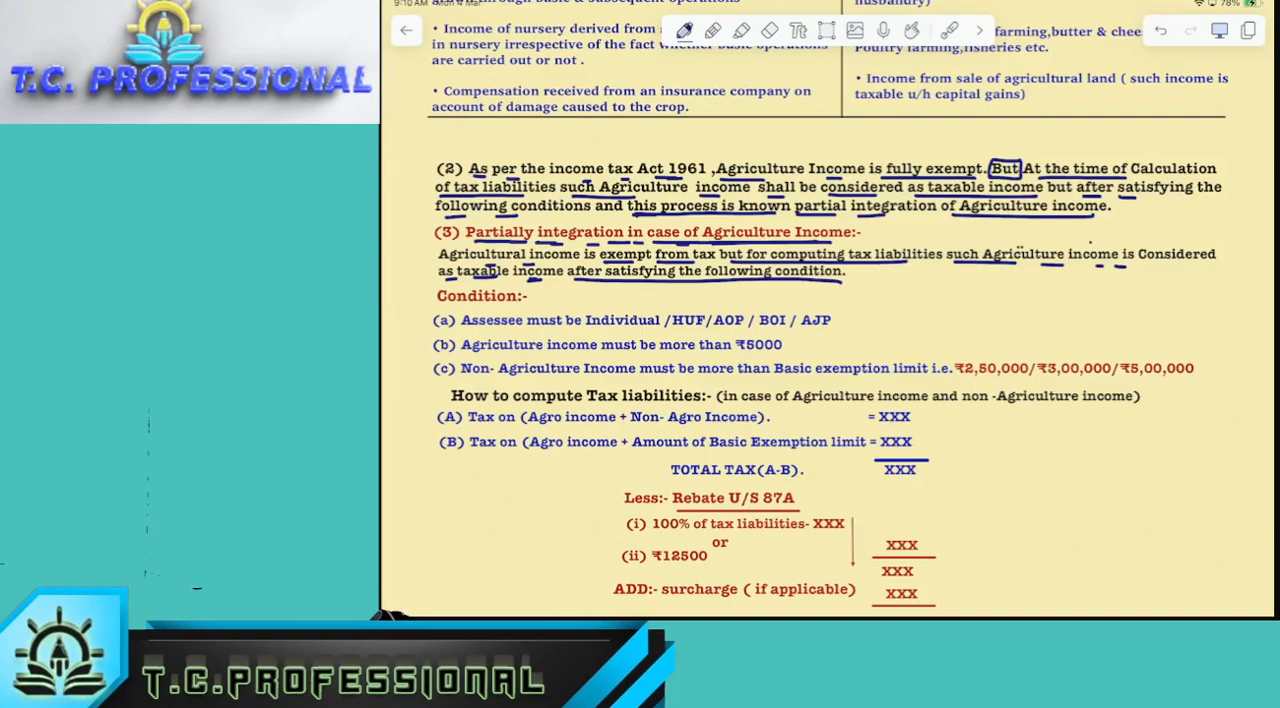 9:10 AM Mon 4 Mar
78%
T.C. PROFESSIONAL
• Income of nursery derived from
in nursery irrespective of the fact whether basic operations
are carried out or not .
• Compensation received from an insurance company on
account of damage caused to the crop.
husbandry)
farming,butter & chee
Poultry farming,fisheries etc.
• Income from sale of agricultural land ( such income is
taxable u/h capital gains)
Tt
(2) As per the income tax Act 1961 ,Agriculture Income is fully exempt. But At the time of Calculation
of tax liabilities such Agriculture income shall be considered as taxable income but after satisfying the
following conditions and this process is known partial integration of Agriculture income.
(3) Partially integration in case of Agriculture Income:-
Agricultural income is exempt from tax but for computing tax liabilities such Agriculture income is Considered
as taxable income after satisfying the following condition.
Condition:-
(a) Assessee must be Individual /HUF/AOP / BOI / AJP
(b) Agriculture income must be more than ₹5000
(c) Non- Agriculture Income must be more than Basic exemption limit i.e.₹2,50,000/₹3,00,000/₹5,00,000
How to compute Tax liabilities:- (in case of Agriculture income and non -Agriculture income)
(A) Tax on (Agro income + Non- Agro Income). = XXX
(B) Tax on (Agro income + Amount of Basic Exemption limit = XXX
TOTAL TAX(A-B). XXX
Less:- Rebate U/S 87A
(i) 100% of tax liabilities- XXX
or
(ii) ₹12500
XXX
XXX
ADD:- surcharge ( if applicable) XXX
T.C.PROFESSIONAL